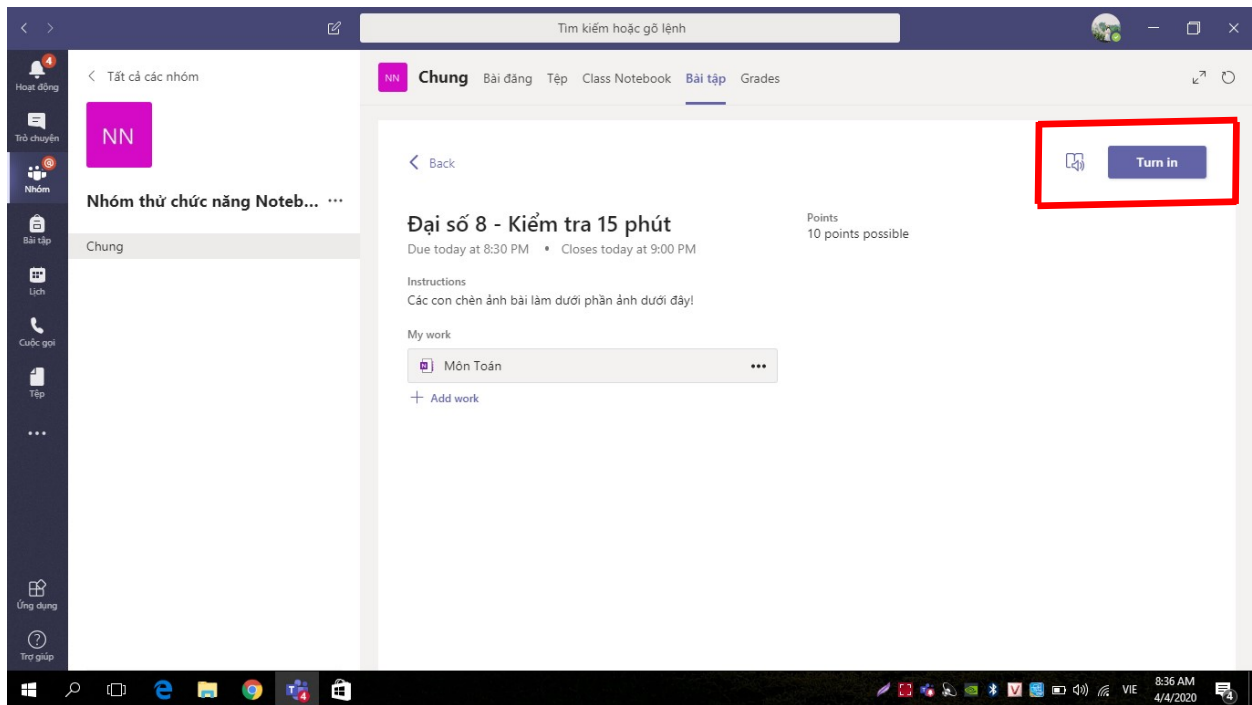 Tìm kiếm hoặc gõ lệnh
4
Hoạt động
Trò chuyện
@
Nhóm
Bài tập
Lịch
Cuộc gọi
Tệp
Ứng dụng
Trợ giúp
Tất cả các nhóm
NN
Nhóm thử chức năng Noteb... ...
Chung
NN Chung Bài đăng Tệp Class Notebook Bài tập Grades
Back
Turn in
Đại số 8 - Kiểm tra 15 phút
Due today at 8:30 PM • Closes today at 9:00 PM
Points
10 points possible
Instructions
Các con chèn ảnh bài làm dưới phần ảnh dưới đây!
My work
N Môn Toán
+ Add work
4
V
VIE
8:36 AM
4/4/2020
4